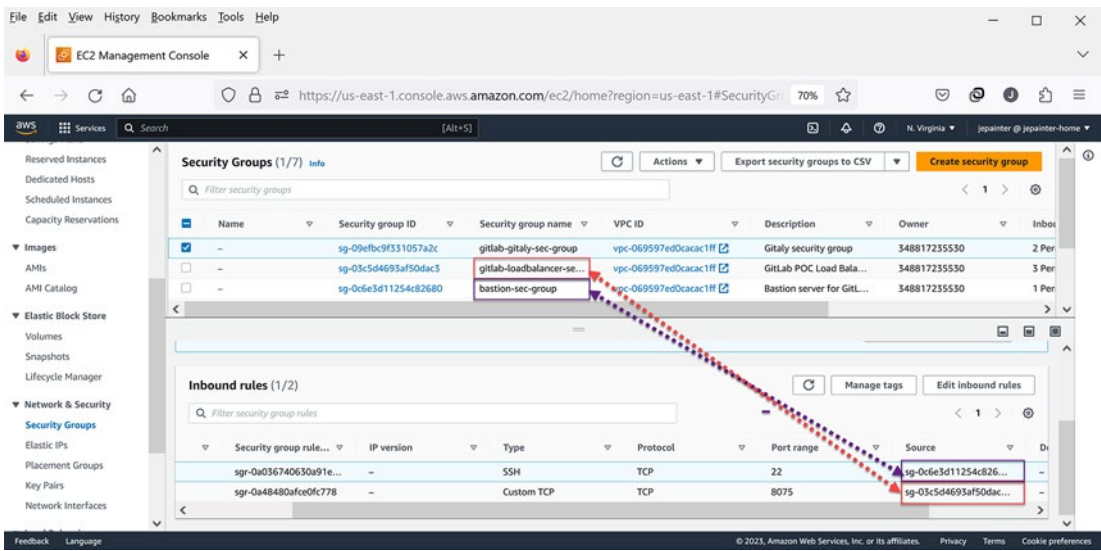 File Edit View History Bookmarks Tools Help
EC2 Management Console
https://us-east-1.console.aws.amazon.com/ec2/home?region=us-east-1#SecurityGr 70%
aws Services Search [Alt+S] N. Virginia jepainter @ jepainter-home
Reserved Instances
Dedicated Hosts
Scheduled Instances
Capacity Reservations
Images
AMIs
AMI Catalog
Elastic Block Store
Volumes
Snapshots
Lifecycle Manager
Network & Security
Security Groups
Elastic IPs
Placement Groups
Key Pairs
Network Interfaces
Security Groups (1/7) Info Actions Export security groups to CSV Create security group
Filter security groups 1
Name Security group ID Security group name VPC ID Description Owner Inbou
– sg-09efbc9f331057a2c gitlab-gitaly-sec-group vpc-069597ed0cacac1ff Gitaly security group 348817235530 2 Per
– sg-03c5d4693af50dac3 gitlab-loadbalancer-se... vpc-069597ed0cacac1ff GitLab POC Load Bala... 348817235530 3 Per
– sg-0c6e3d11254c82680 bastion-sec-group vpc-069597ed0cacac1ff Bastion server for GitL... 348817235530 1 Per
Inbound rules (1/2) Manage tags Edit inbound rules
Filter security group rules 1
Security group rule... IP version Type Protocol Port range Source De
sgr-0a036740630a91e... – SSH TCP 22 sg-0c6e3d11254c826... –
sgr-0a48480afce0fc778 – Custom TCP TCP 8075 sg-03c5d4693af50dac... –
Feedback Language © 2023, Amazon Web Services, Inc. or its affiliates. Privacy Terms Cookie preferences